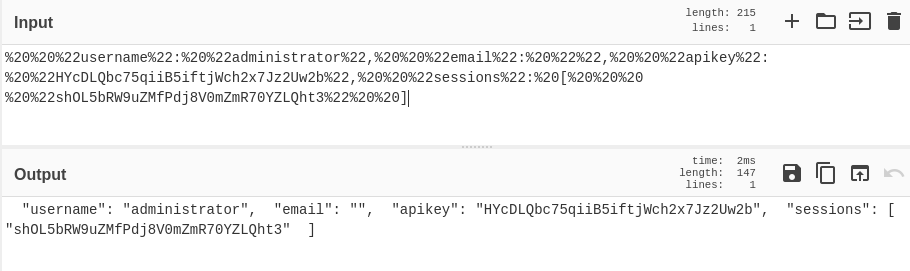 Input
length: 215
lines: 1
%20%20%22username%22:%20%22administrator%22,%20%20%22email%22:%20%22%22,%20%20%22apikey%22:
%20%22HYcDLQbc75qiiB5iftjWch2x7Jz2Uw2b%22,%20%20%22sessions%22:%20[%20%20%20
%20%22shOL5bRW9uZMfPdj8V0mZmR70YZLQht3%22%20%20]
Output
time: 2ms
length: 147
lines: 1
"username": "administrator", "email": "", "apikey": "HYcDLQbc75qiiB5iftjWch2x7Jz2Uw2b", "sessions": [
"shOL5bRW9uZMfPdj8V0mZmR70YZLQht3" ]